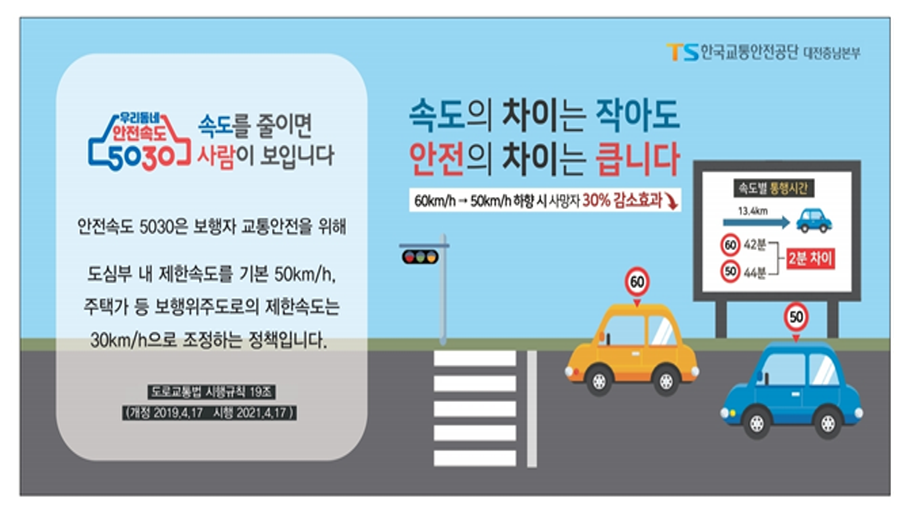 TS한국교통안전공단 대전충남본부
우리동네
안전속도
5030
속도를 줄이면
사람이 보입니다
안전속도 5030은 보행자 교통안전을 위해
도심부 내 제한속도를 기본 50km/h,
주택가 등 보행위주도로의 제한속도는
30km/h으로 조정하는 정책입니다.
도로교통법 시행규칙 19조
(개정 2019.4.17 시행 2021.4.17 )
속도의 차이는 작아도
안전의 차이는 큽니다
60km/h → 50km/h 하향 시 사망자 30% 감소효과
속도별 통행시간
13.4km
60 42분
50 44분
2분 차이
60
50